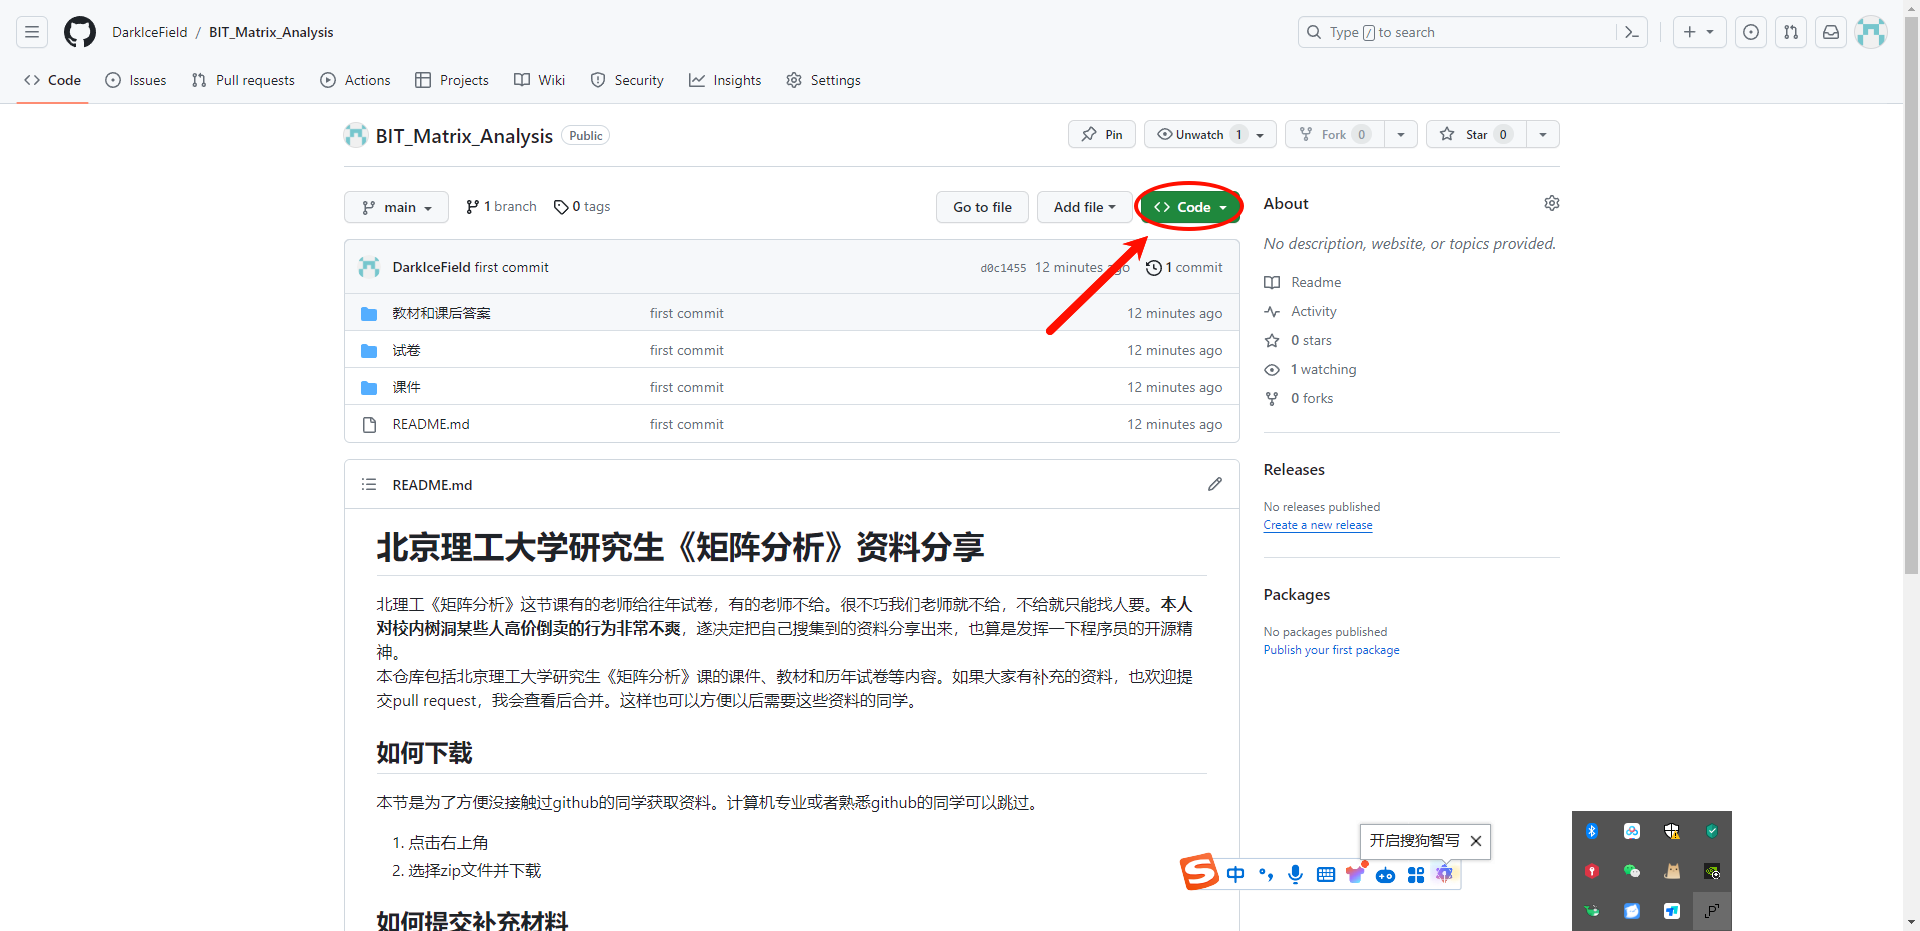 DarkIceField / BIT_Matrix_Analysis
Type / to search
Code Issues Pull requests Actions Projects Wiki Security Insights Settings
BIT_Matrix_Analysis Public
Pin Unwatch 1 Fork 0 Star 0
main 1 branch 0 tags
Go to file Add file Code
DarkIceField first commit d0c1455 12 minutes ago 1 commit
教材和课后答案 first commit 12 minutes ago
试卷 first commit 12 minutes ago
课件 first commit 12 minutes ago
README.md first commit 12 minutes ago
About
No description, website, or topics provided.
Readme
Activity
0 stars
1 watching
0 forks
Releases
No releases published
Create a new release
Packages
No packages published
Publish your first package
README.md
北京理工大学研究生《矩阵分析》资料分享
北理工《矩阵分析》这节课有的老师给往年试卷，有的老师不给。很不巧我们老师就不给，不给就只能找人要。本人
对校内树洞某些人高价倒卖的行为非常不爽，遂决定把自己搜集到的资料分享出来，也算是发挥一下程序员的开源精
神。
本仓库包括北京理工大学研究生《矩阵分析》课的课件、教材和历年试卷等内容。如果大家有补充的资料，也欢迎提
交pull request，我会查看后合并。这样也可以方便以后需要这些资料的同学。
如何下载
本节是为了方便没接触过github的同学获取资料。计算机专业或者熟悉github的同学可以跳过。
1. 点击右上角
2. 选择zip文件并下载
如何提交补充材料
开启搜狗智写
中